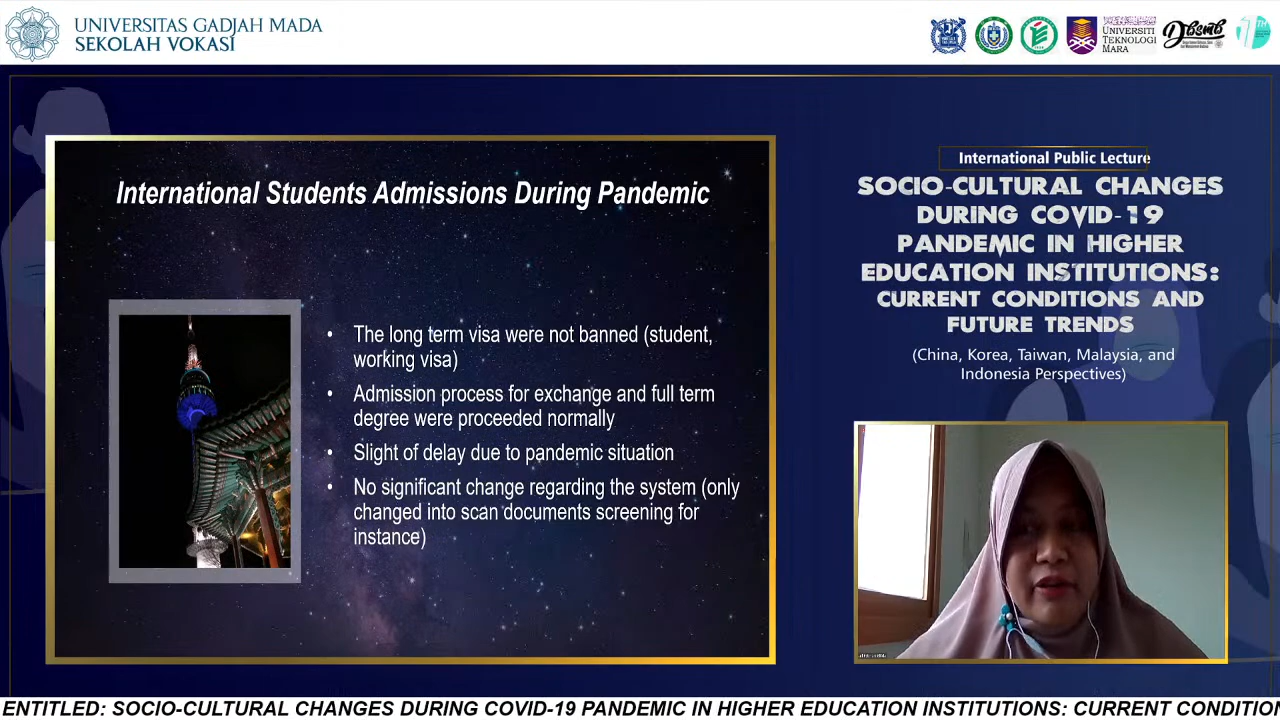 UNIVERSITAS GADJAH MADA
SEKOLAH VOKASI
UNIVERSITI
TEKNOLOGI
MARA
International Public Lecture
SOCIO-CULTURAL CHANGES
DURING COVID-19
PANDEMIC IN HIGHER
EDUCATION INSTITUTIONS:
CURRENT CONDITIONS AND
FUTURE TRENDS
(China, Korea, Taiwan, Malaysia, and
Indonesia Perspectives)
International Students Admissions During Pandemic
• The long term visa were not banned (student,
working visa)
• Admission process for exchange and full term
degree were proceeded normally
• Slight of delay due to pandemic situation
• No significant change regarding the system (only
changed into scan documents screening for
instance)
ENTITLED: SOCIO-CULTURAL CHANGES DURING COVID-19 PANDEMIC IN HIGHER EDUCATION INSTITUTIONS: CURRENT CONDITIO